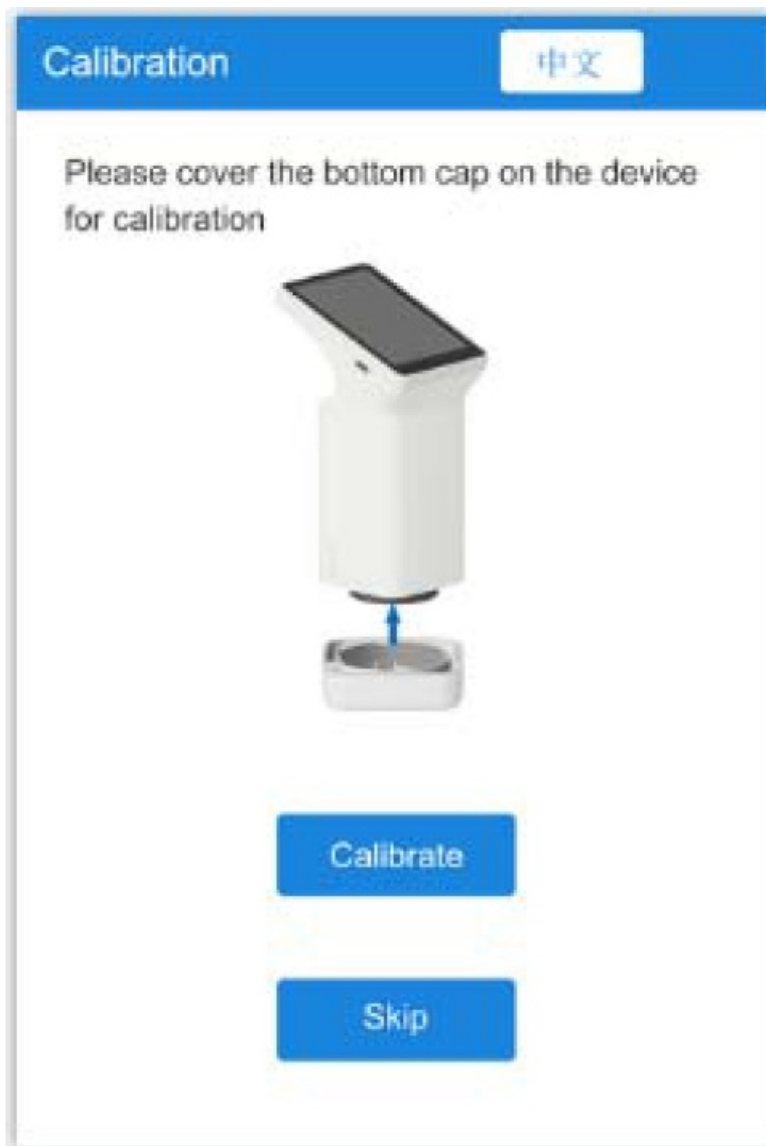 Calibration
中文
Please cover the bottom cap on the device
for calibration
Calibrate
Skip